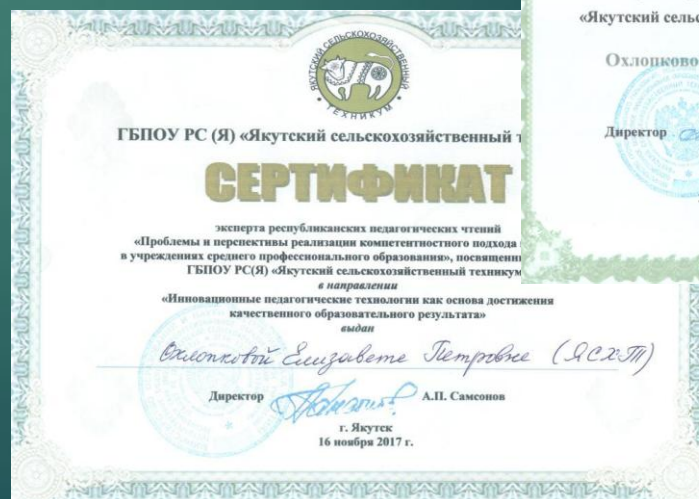 ЯКУТСКИЙ СЕЛЬСКОХОЗЯЙСТВЕННЫЙ
ТЕХНИКУМ
ГБПОУ РС (Я) «Якутский сельскохозяйственный т
СЕРТИФИКАТ
эксперта республиканских педагогических чтений
«Проблемы и перспективы реализации компетентностного подхода
в учреждениях среднего профессионального образования», посвященн
ГБПОУ РС(Я) «Якутский сельскохозяйственный техникум
в направлении
«Инновационные педагогические технологии как основа достижения
качественного образовательного результата»
выдан
Охлопковой Елизавете Петровне (ЯСХТ)
Директор А.П. Самсонов
г. Якутск
16 ноября 2017 г.
«Якутский сельс
Охлопково
Директор